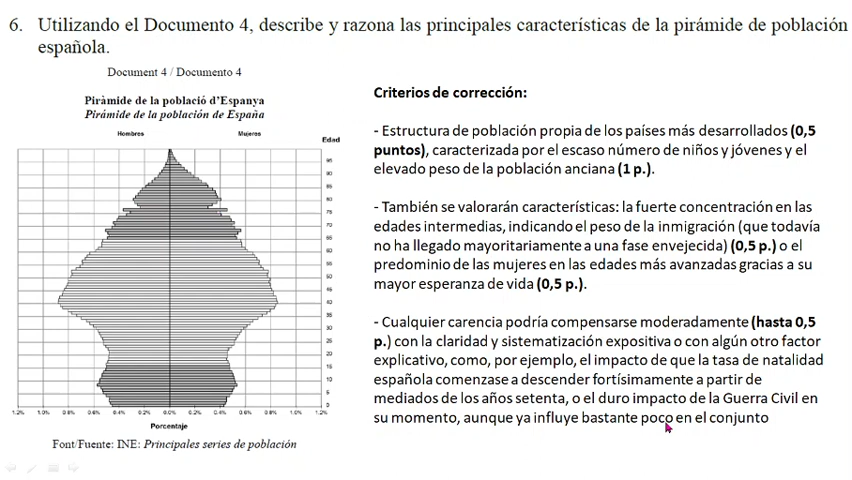 6. Utilizando el Documento 4, describe y razona las principales características de la pirámide de población
española.
Document 4 / Documento 4
Piràmide de la població d'Espanya
Pirámide de la población de España
Hombres
Mujeres
Edad
95
90
85
80
75
70
65
60
55
50
45
40
35
30
25
20
15
10
5
0
1.2% 1.0% 0.8% 0.6% 0.4% 0.2% 0.0% 0.2% 0.4% 0.6% 0.8% 1.0% 1.2%
Porcentaje
Font/Fuente: INE: Principales series de población
Criterios de corrección:
- Estructura de población propia de los países más desarrollados (0,5
puntos), caracterizada por el escaso número de niños y jóvenes y el
elevado peso de la población anciana (1 p.).
- También se valorarán características: la fuerte concentración en las
edades intermedias, indicando el peso de la inmigración (que todavía
no ha llegado mayoritariamente a una fase envejecida) (0,5 p.) o el
predominio de las mujeres en las edades más avanzadas gracias a su
mayor esperanza de vida (0,5 p.).
- Cualquier carencia podría compensarse moderadamente (hasta 0,5
p.) con la claridad y sistematización expositiva o con algún otro factor
explicativo, como, por ejemplo, el impacto de que la tasa de natalidad
española comenzase a descender fortísimamente a partir de
mediados de los años setenta, o el duro impacto de la Guerra Civil en
su momento, aunque ya influye bastante poco en el conjunto